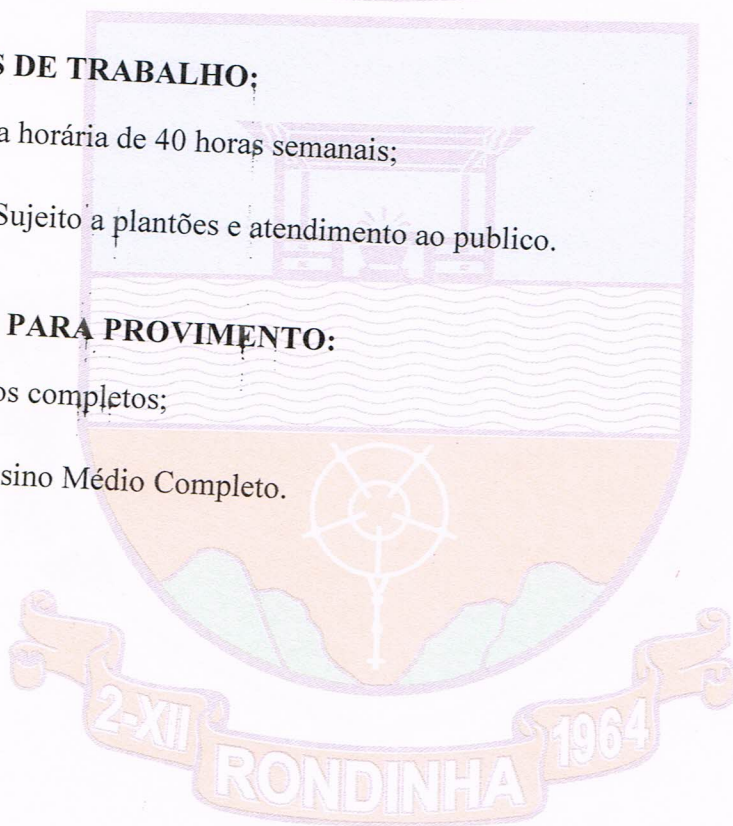 S DE TRABALHO;
a horária de 40 horas semanais;
Sujeito a plantões e atendimento ao publico.
PARA PROVIMENTO:
os completos;
sino Médio Completo.
2-XII
RONDINHA
1964